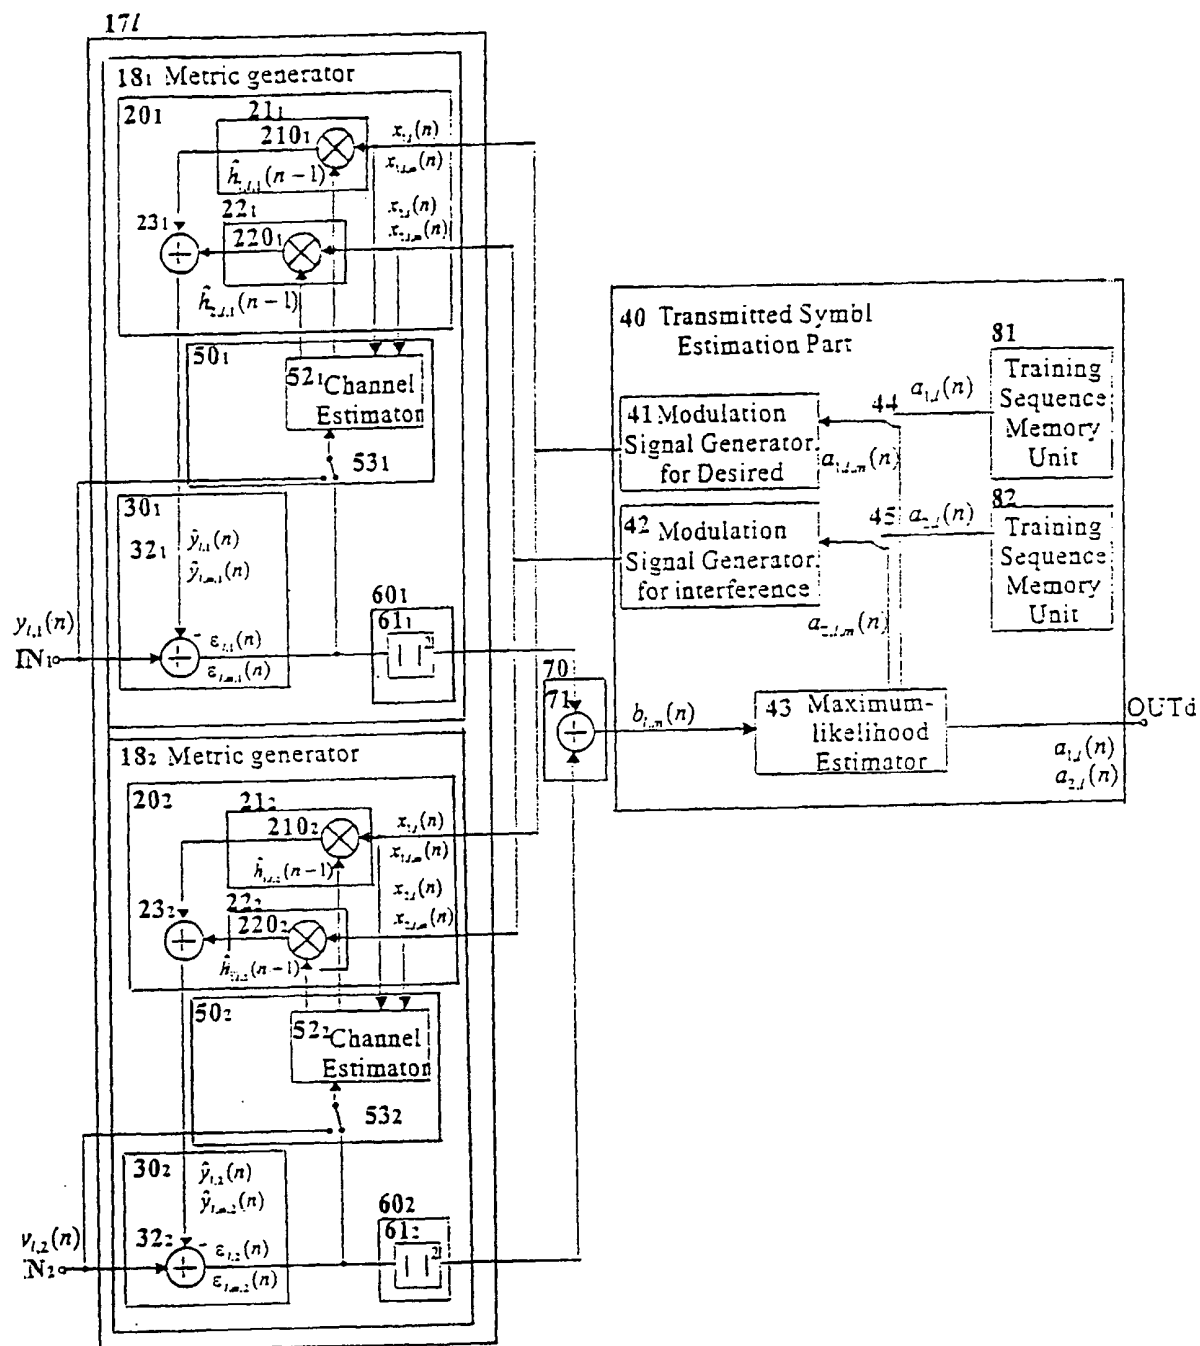 17l
18₁ Metric generator
20₁
21₁
210₁
x₁,l(n)
x₁,l,m(n)
ĥ₁,l,₁(n−1)
22₁
x₂,l(n)
x₂,l,m(n)
23₁
220₁
ĥ₂,l,₁(n−1)
50₁
52₁ Channel
Estimator
53₁
30₁
32₁
ŷl,₁(n)
ŷl,m,₁(n)
60₁
61₁
| |²
yl,₁(n)
IN₁
-
εl,₁(n)
εl,m,₁(n)
18₂ Metric generator
20₂
21₂
210₂
x₁,l(n)
x₁,l,m(n)
ĥ₁,l,₂(n−1)
22₂
x₂,l(n)
x₂,l,m(n)
23₂
220₂
ĥ₂,l,₂(n−1)
50₂
52₂ Channel
Estimator
53₂
30₂
ŷl,₂(n)
ŷl,m,₂(n)
32₂
60₂
61₂
| |²
yl,₂(n)
IN₂
-
εl,₂(n)
εl,m,₂(n)
40 Transmitted Symbl
Estimation Part
81
Training
Sequence
Memory
Unit
41 Modulation
Signal Generator
for Desired
44
a₁,l(n)
a₁,l,m(n)
42 Modulation
Signal Generator
for interference
45
a₂,l(n)
a₂,l,m(n)
82
Training
Sequence
Memory
Unit
70
71
bl,m(n)
43 Maximum-
likelihood
Estimator
OUTd
a₁,l(n)
a₂,l(n)